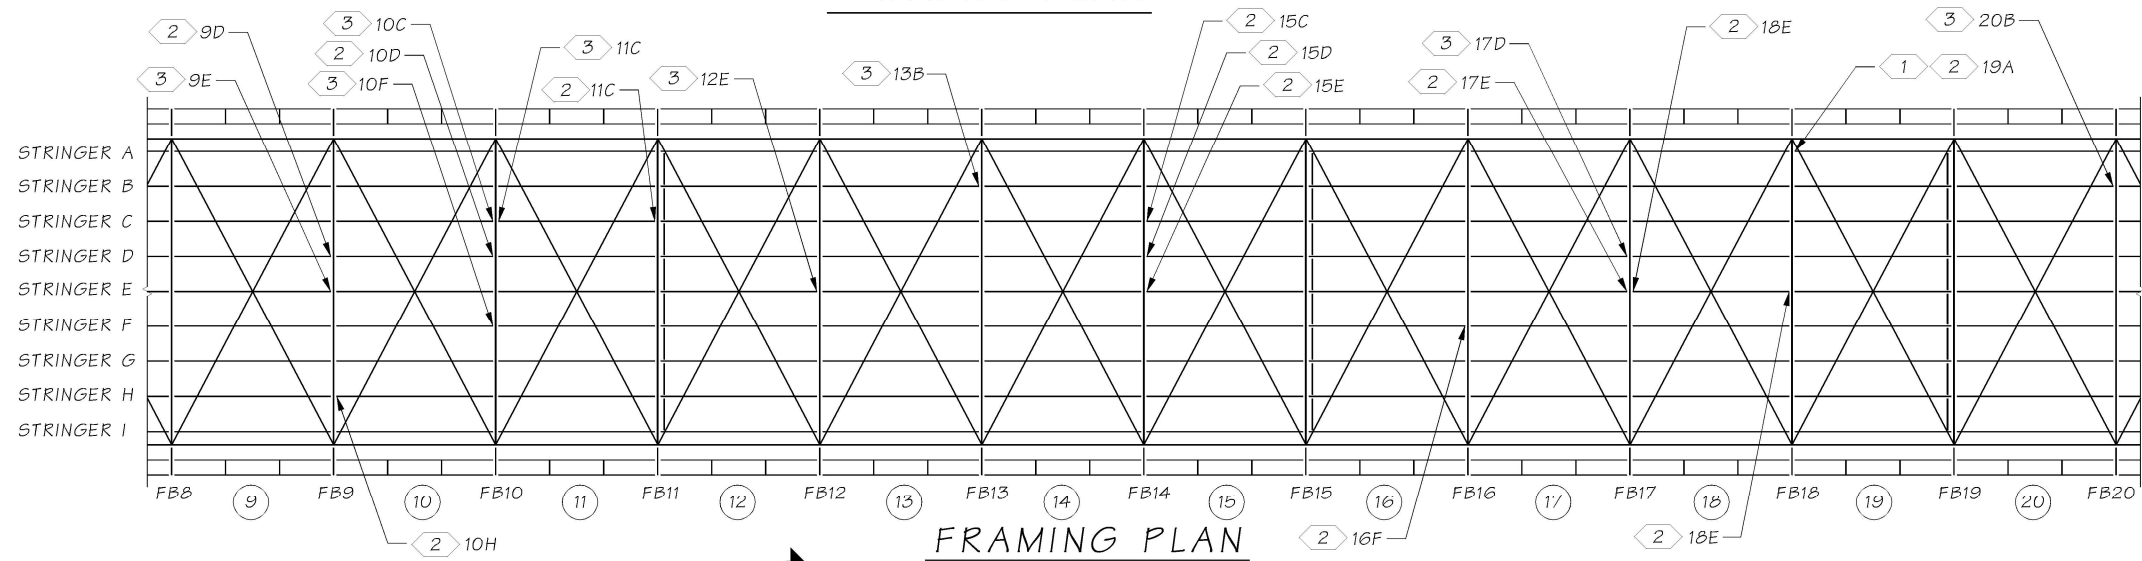 2 9D
3 10C
2 10D
3 9E
3 10F
3 11C
2 11C
3 12E
3 13B
2 15C
2 15D
2 15E
3 17D
2 17E
2 18E
1 2 19A
3 20B
STRINGER A
STRINGER B
STRINGER C
STRINGER D
STRINGER E
STRINGER F
STRINGER G
STRINGER H
STRINGER I
FB8 9 FB9 10 FB10 11 FB11 12 FB12 13 FB13 14 FB14 15 FB15 16 FB16 17 FB17 18 FB18 19 FB19 20 FB20
2 10H
FRAMING PLAN
2 16F
2 18E